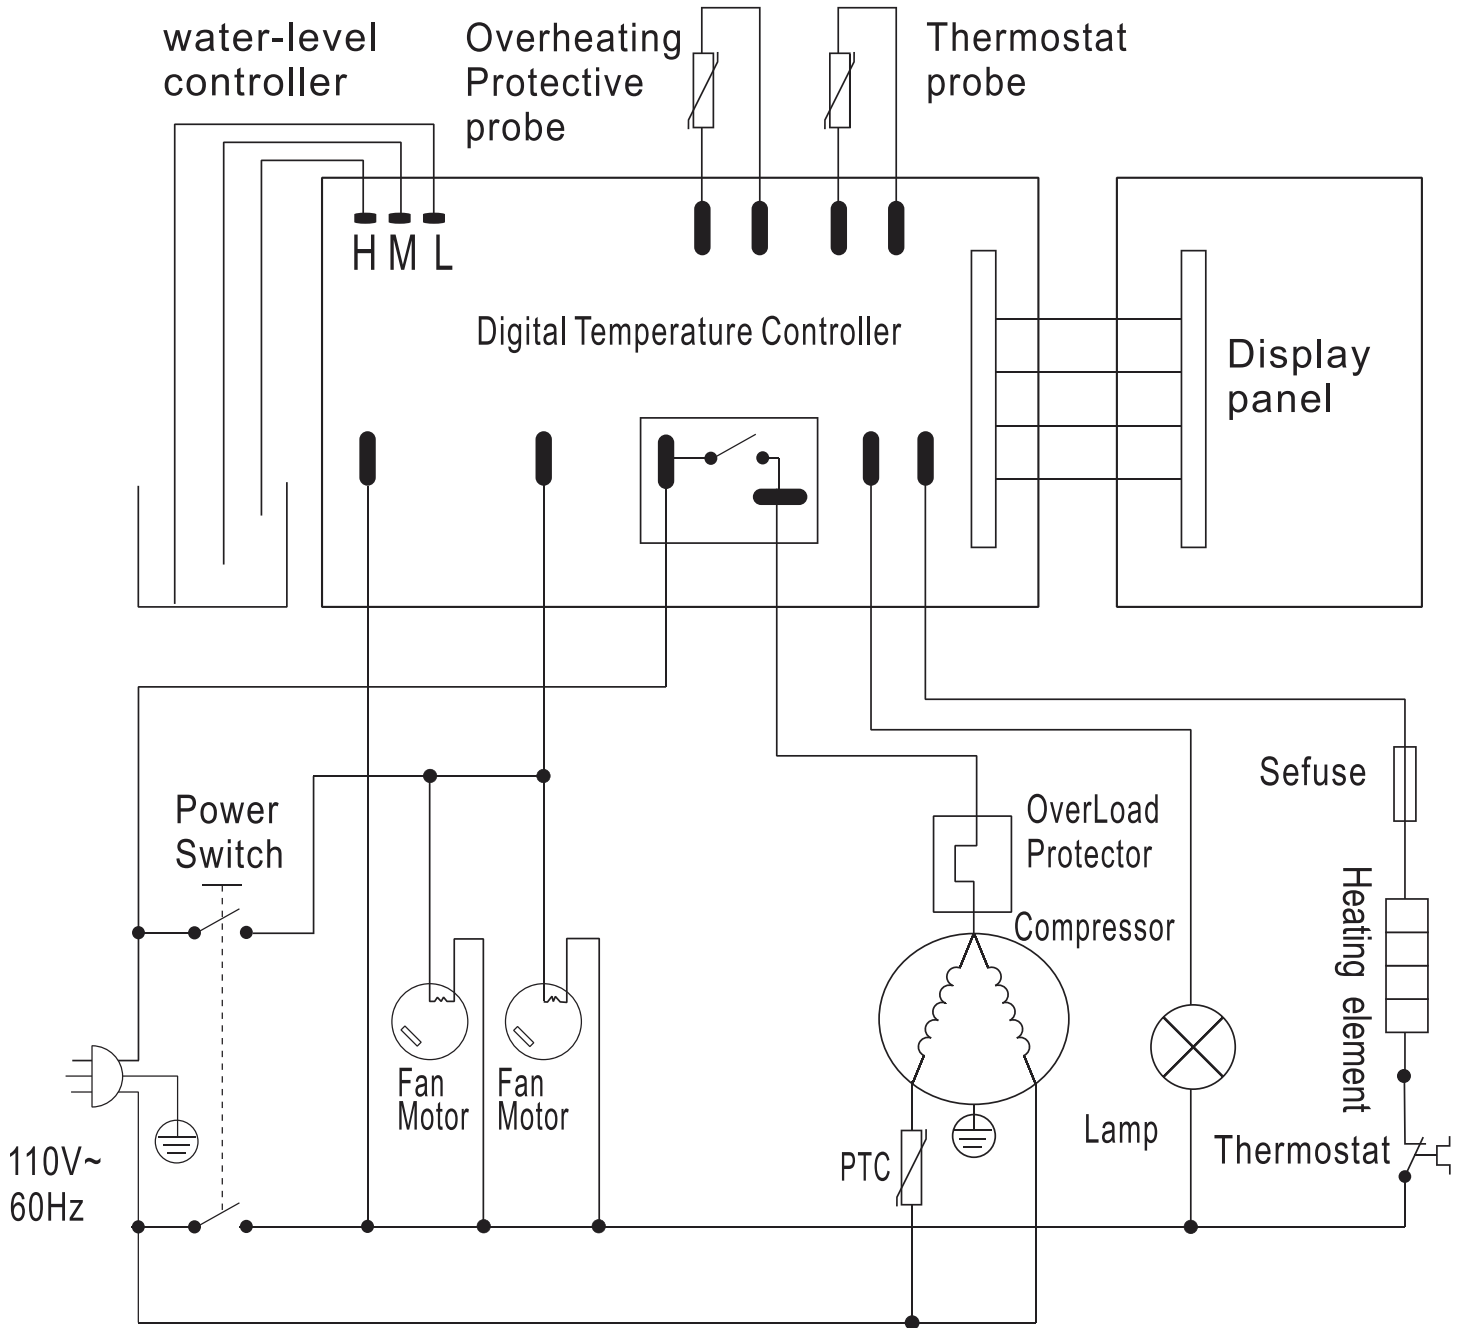 water-level
controller
Overheating
Protective
probe
Thermostat
probe
H M L
Digital Temperature Controller
Display
panel
Power
Switch
Sefuse
OverLoad
Protector
Compressor
Heating element
Fan
Motor
Fan
Motor
Lamp
Thermostat
PTC
110V~
60Hz